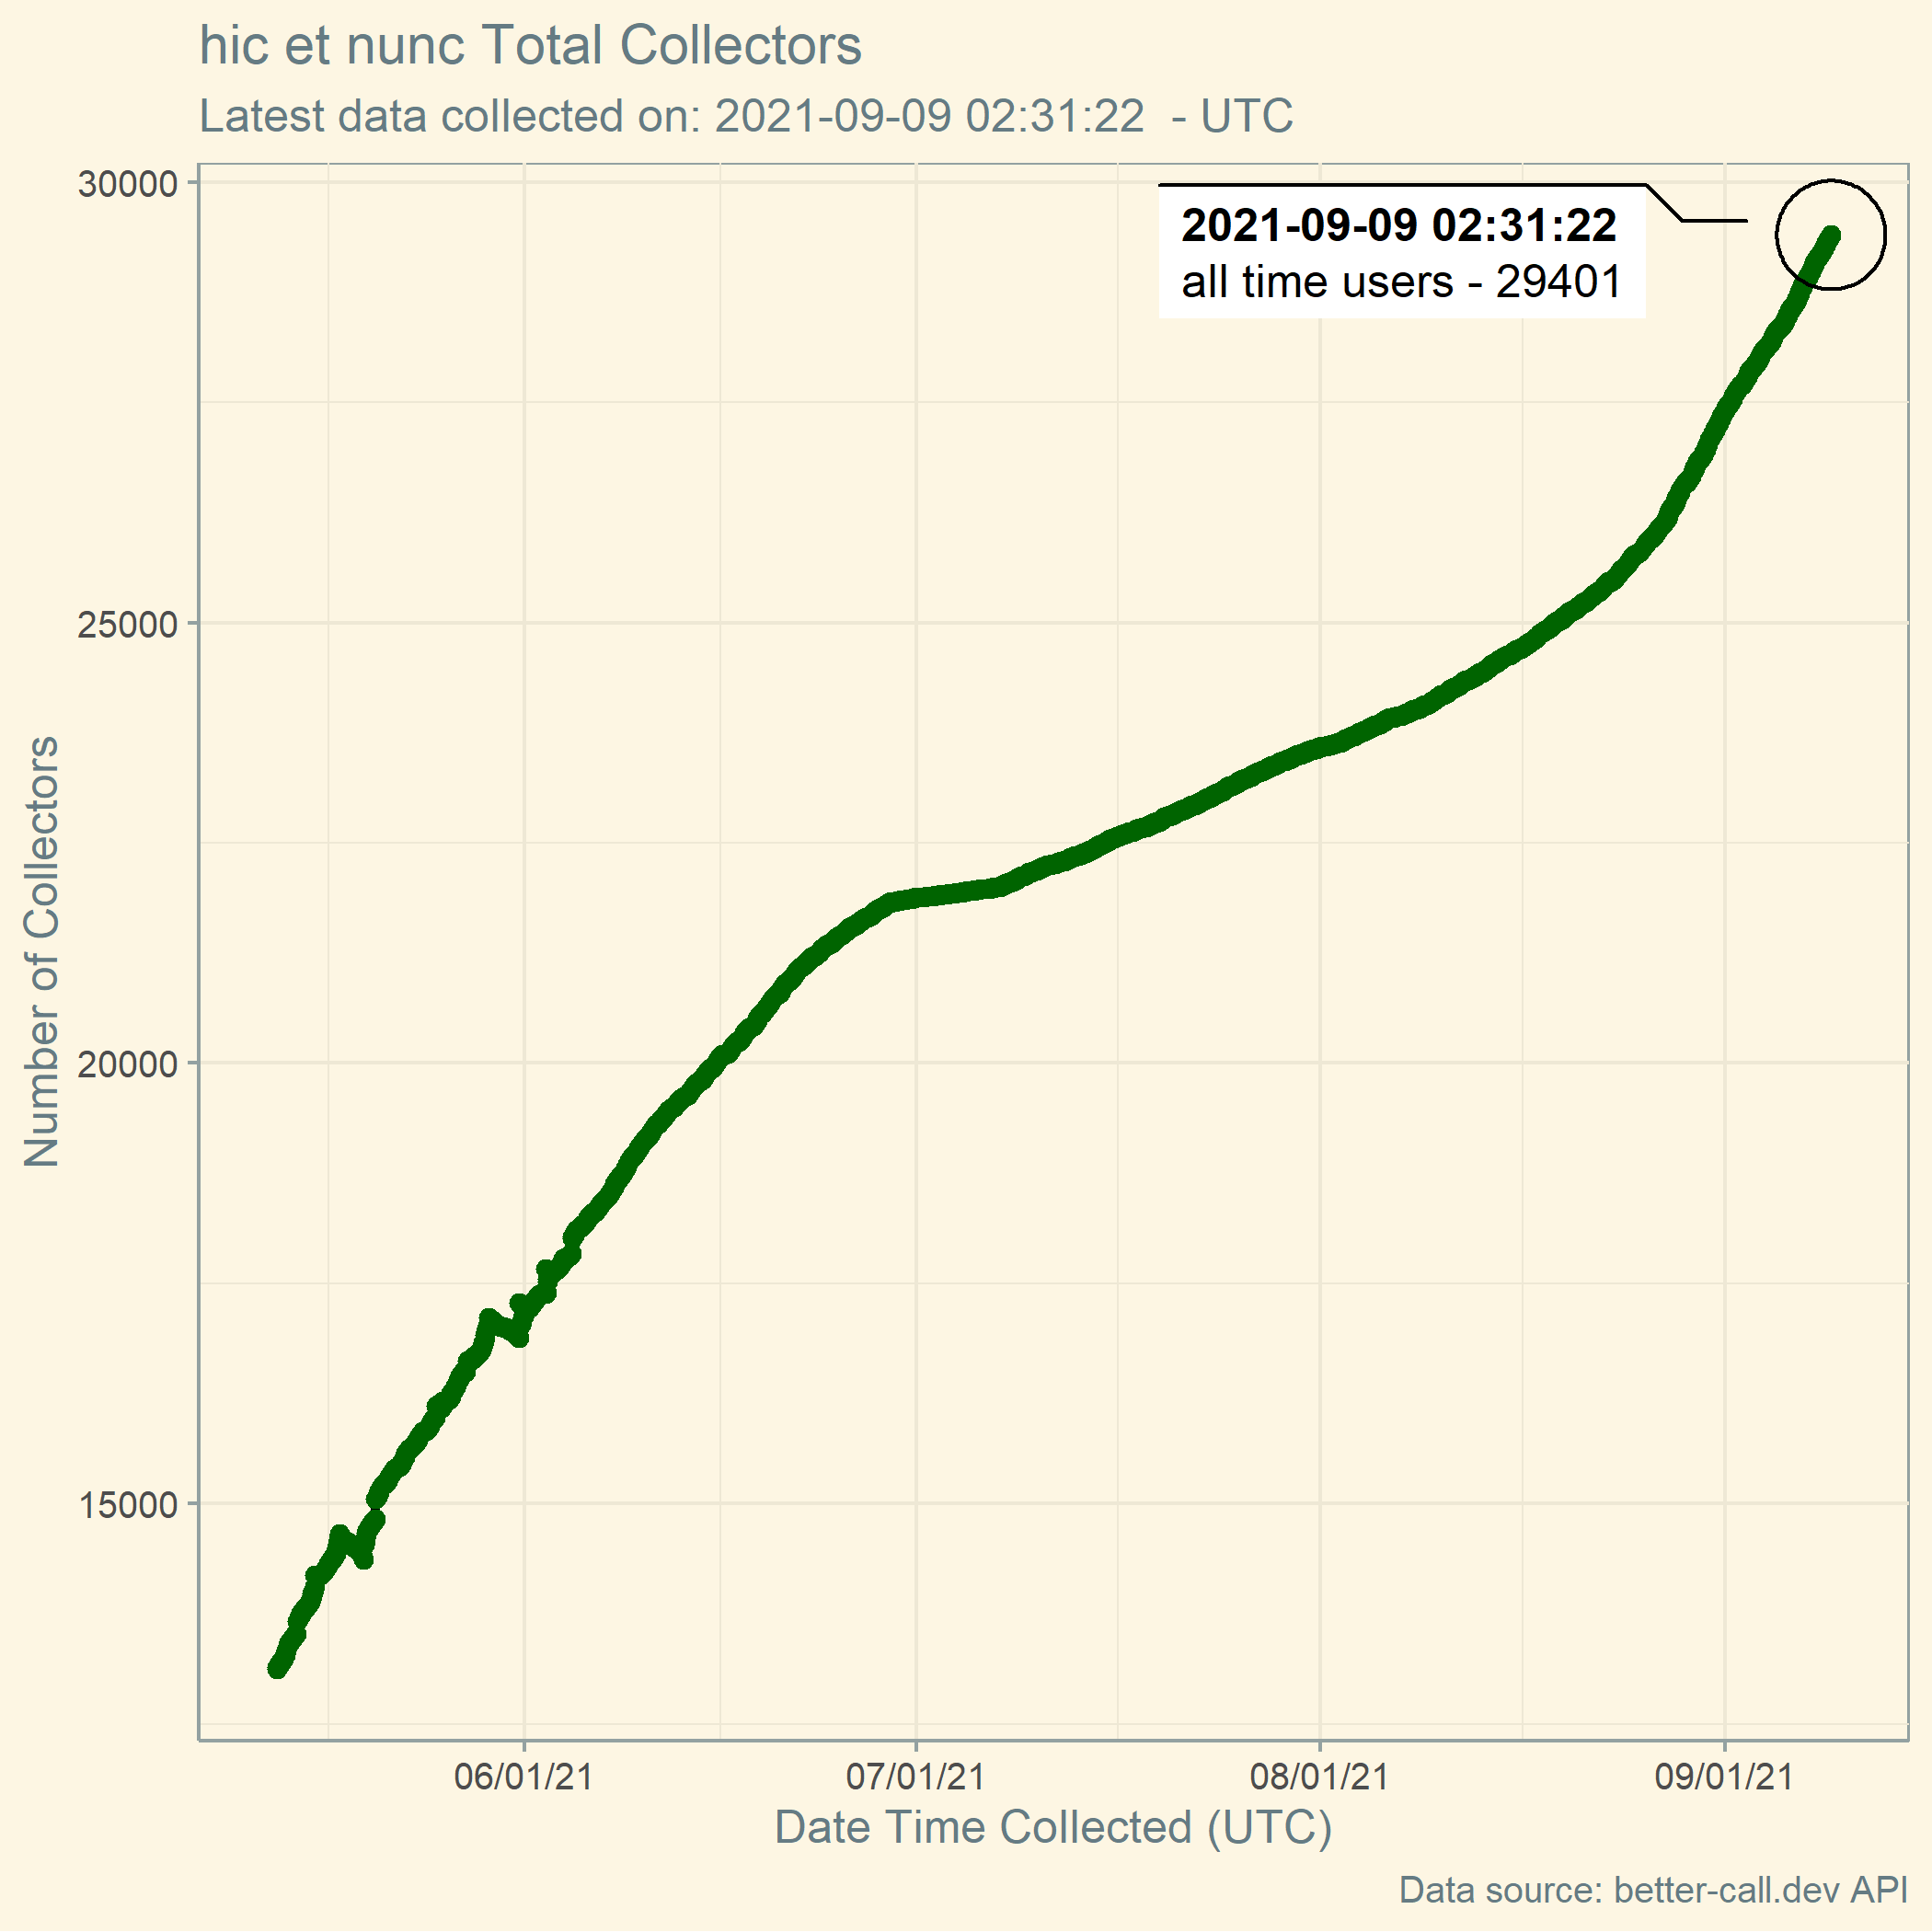 hic et nunc Total Collectors
Latest data collected on: 2021-09-09 02:31:22  - UTC
30000
2021-09-09 02:31:22
all time users - 29401
25000
20000
15000
Number of Collectors
06/01/21 07/01/21 08/01/21 09/01/21
Date Time Collected (UTC)
Data source: better-call.dev API